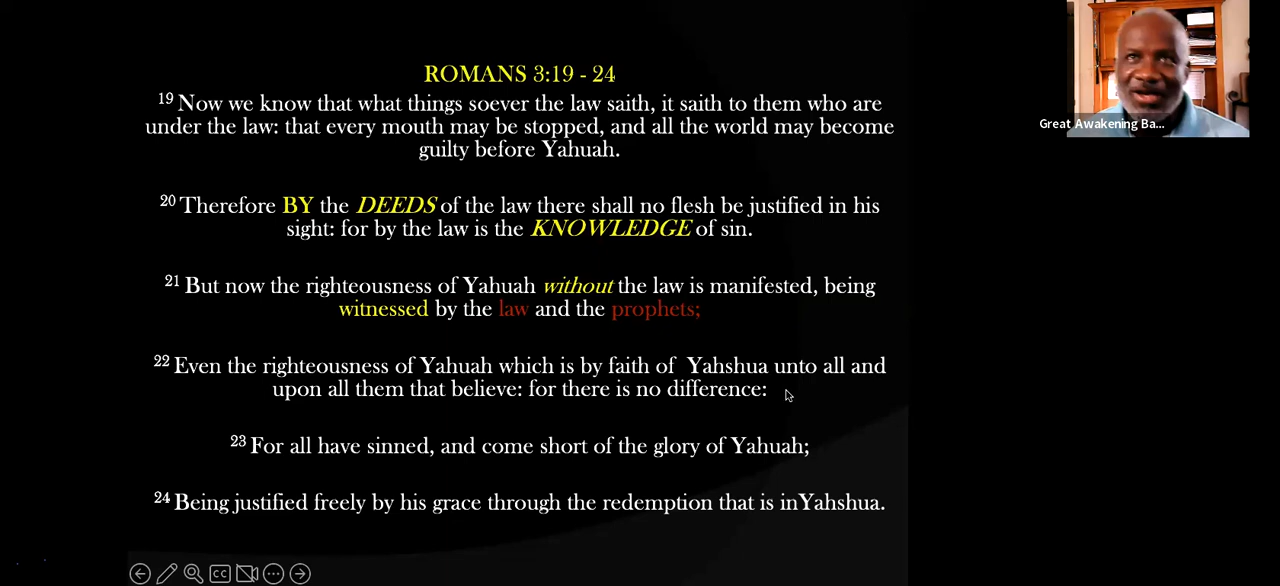 ROMANS 3:19 - 24
19 Now we know that what things soever the law saith, it saith to them who are
under the law: that every mouth may be stopped, and all the world may become
guilty before Yahuah.
20 Therefore BY the DEEDS of the law there shall no flesh be justified in his
sight: for by the law is the KNOWLEDGE of sin.
21 But now the righteousness of Yahuah without the law is manifested, being
witnessed by the law and the prophets;
22 Even the righteousness of Yahuah which is by faith of Yahshua unto all and
upon all them that believe: for there is no difference:
23 For all have sinned, and come short of the glory of Yahuah;
24 Being justified freely by his grace through the redemption that is inYahshua.
Great Awakening Ba...
CC